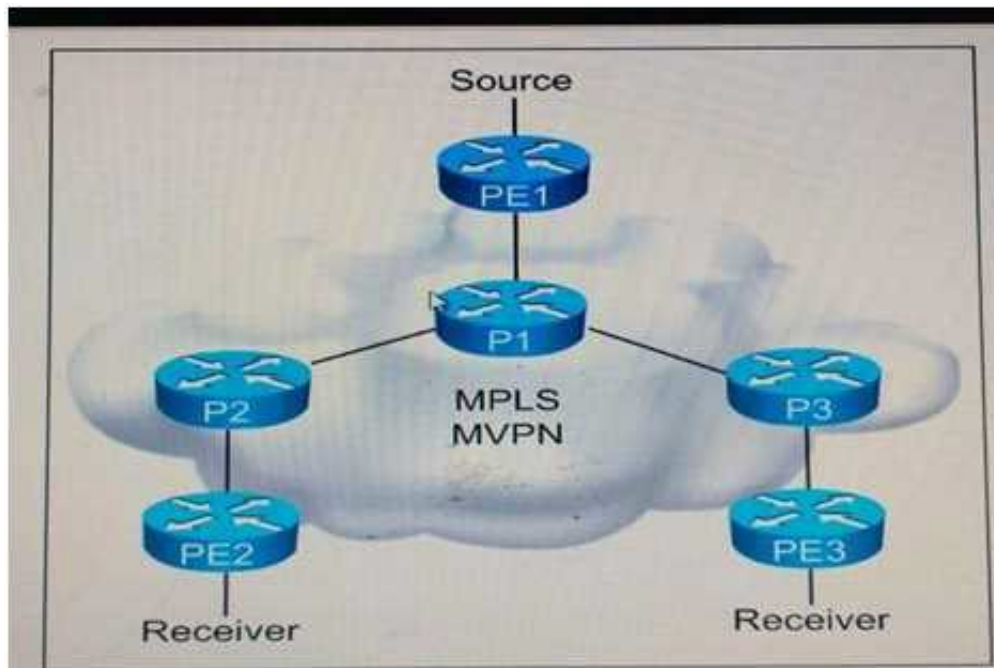 Source
PE1
P1
P2
P3
MPLS
MVPN
PE2
PE3
Receiver
Receiver